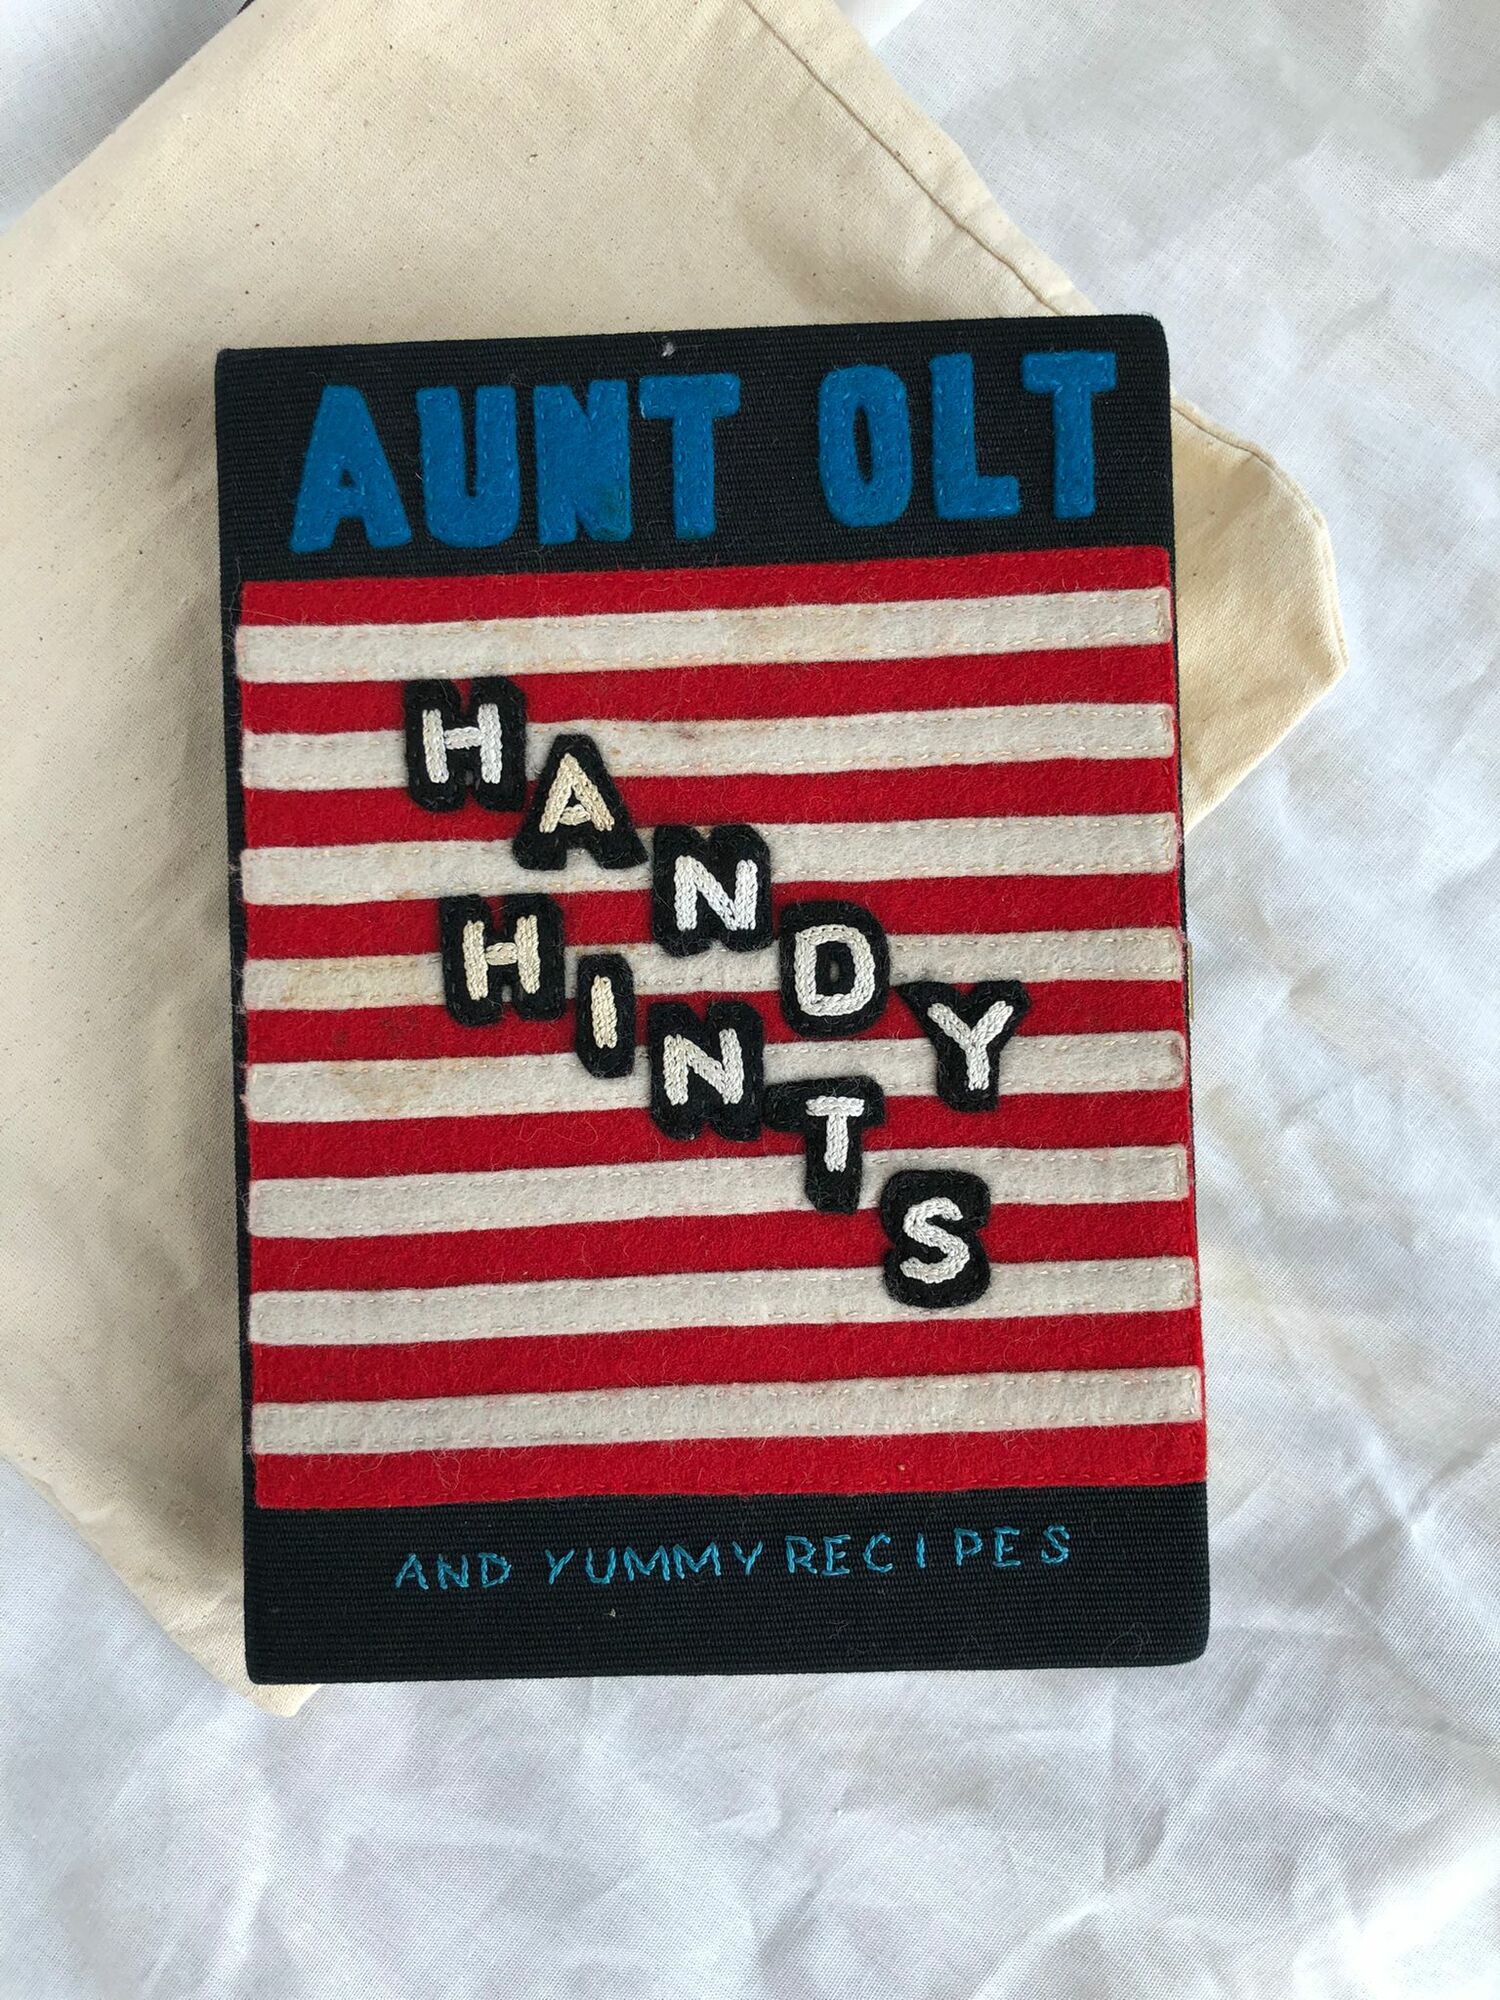 AUNT OLT
HANDY
HINTS
AND YUMMY RECIPES